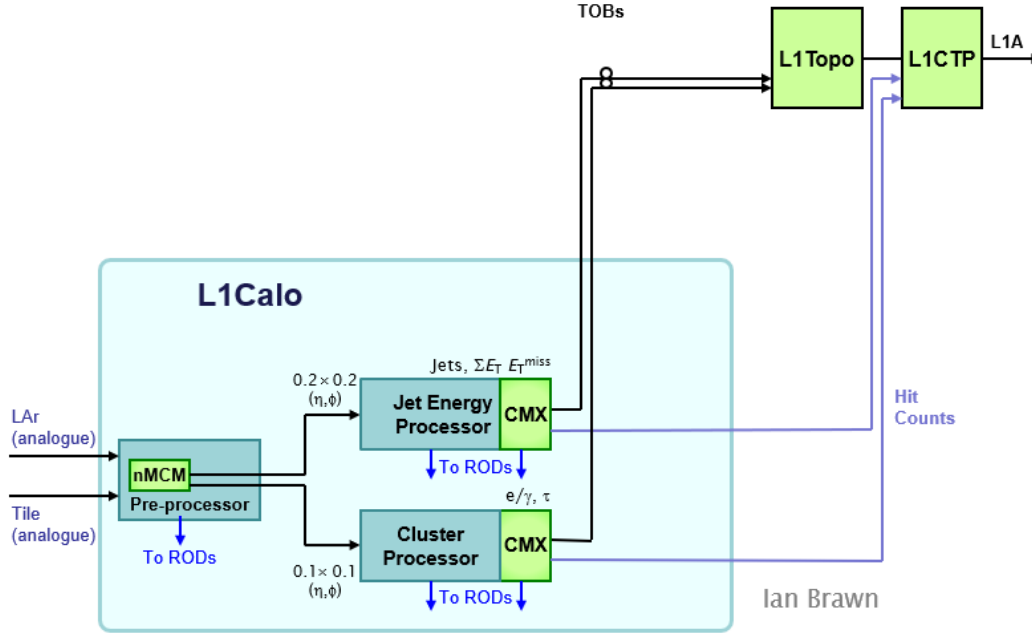 TOBs
L1Topo
L1CTP
L1A
L1Calo
Jets, ΣE_T E_T^miss
0.2 × 0.2
(η,ϕ)
Jet Energy
Processor
CMX
Hit
Counts
LAr
(analogue)
To RODs
nMCM
Pre-processor
e/γ, τ
Tile
(analogue)
Cluster
Processor
CMX
To RODs
0.1 × 0.1
(η,ϕ)
To RODs
Ian Brawn